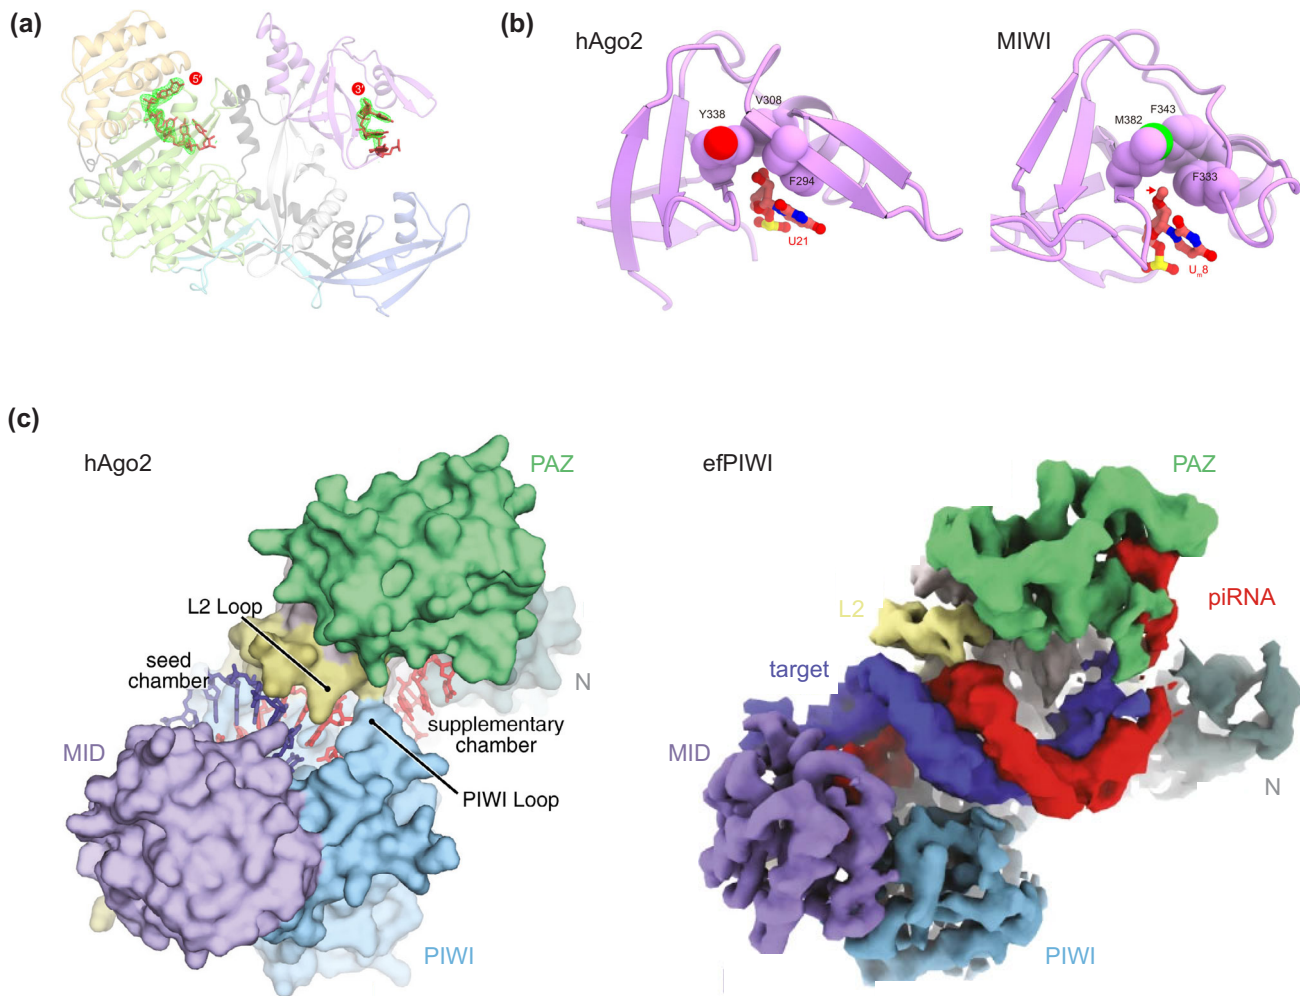 (a)
5'
3'
(b)
hAgo2
V308
Y338
F294
U21
MIWI
F343
M382
F333
Um8
(c)
hAgo2
PAZ
L2 Loop
seed
chamber
N
supplementary
chamber
MID
PIWI Loop
PIWI
efPIWI
PAZ
L2
piRNA
target
MID
N
PIWI